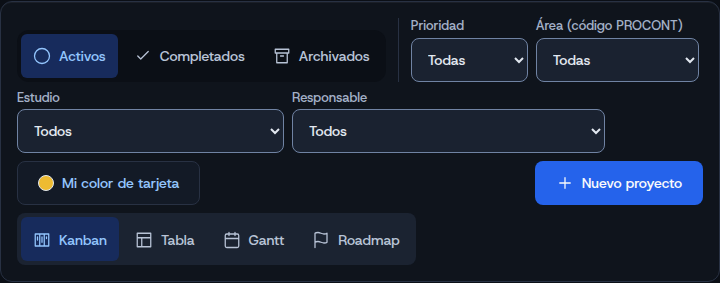 Prioridad Área (código PROCONT)
Activos Completados Archivados Todas Todas
Estudio Responsable
Todos Todos
Mi color de tarjeta Nuevo proyecto
Kanban Tabla Gantt Roadmap